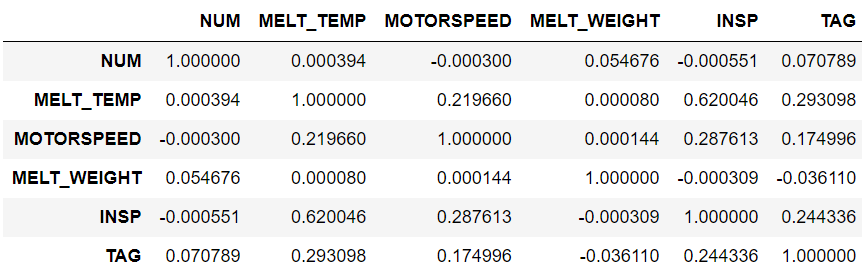 NUM MELT_TEMP MOTORSPEED MELT_WEIGHT INSP TAG
NUM 1.000000 0.000394 -0.000300 0.054676 -0.000551 0.070789
MELT_TEMP 0.000394 1.000000 0.219660 0.000080 0.620046 0.293098
MOTORSPEED -0.000300 0.219660 1.000000 0.000144 0.287613 0.174996
MELT_WEIGHT 0.054676 0.000080 0.000144 1.000000 -0.000309 -0.036110
INSP -0.000551 0.620046 0.287613 -0.000309 1.000000 0.244336
TAG 0.070789 0.293098 0.174996 -0.036110 0.244336 1.000000